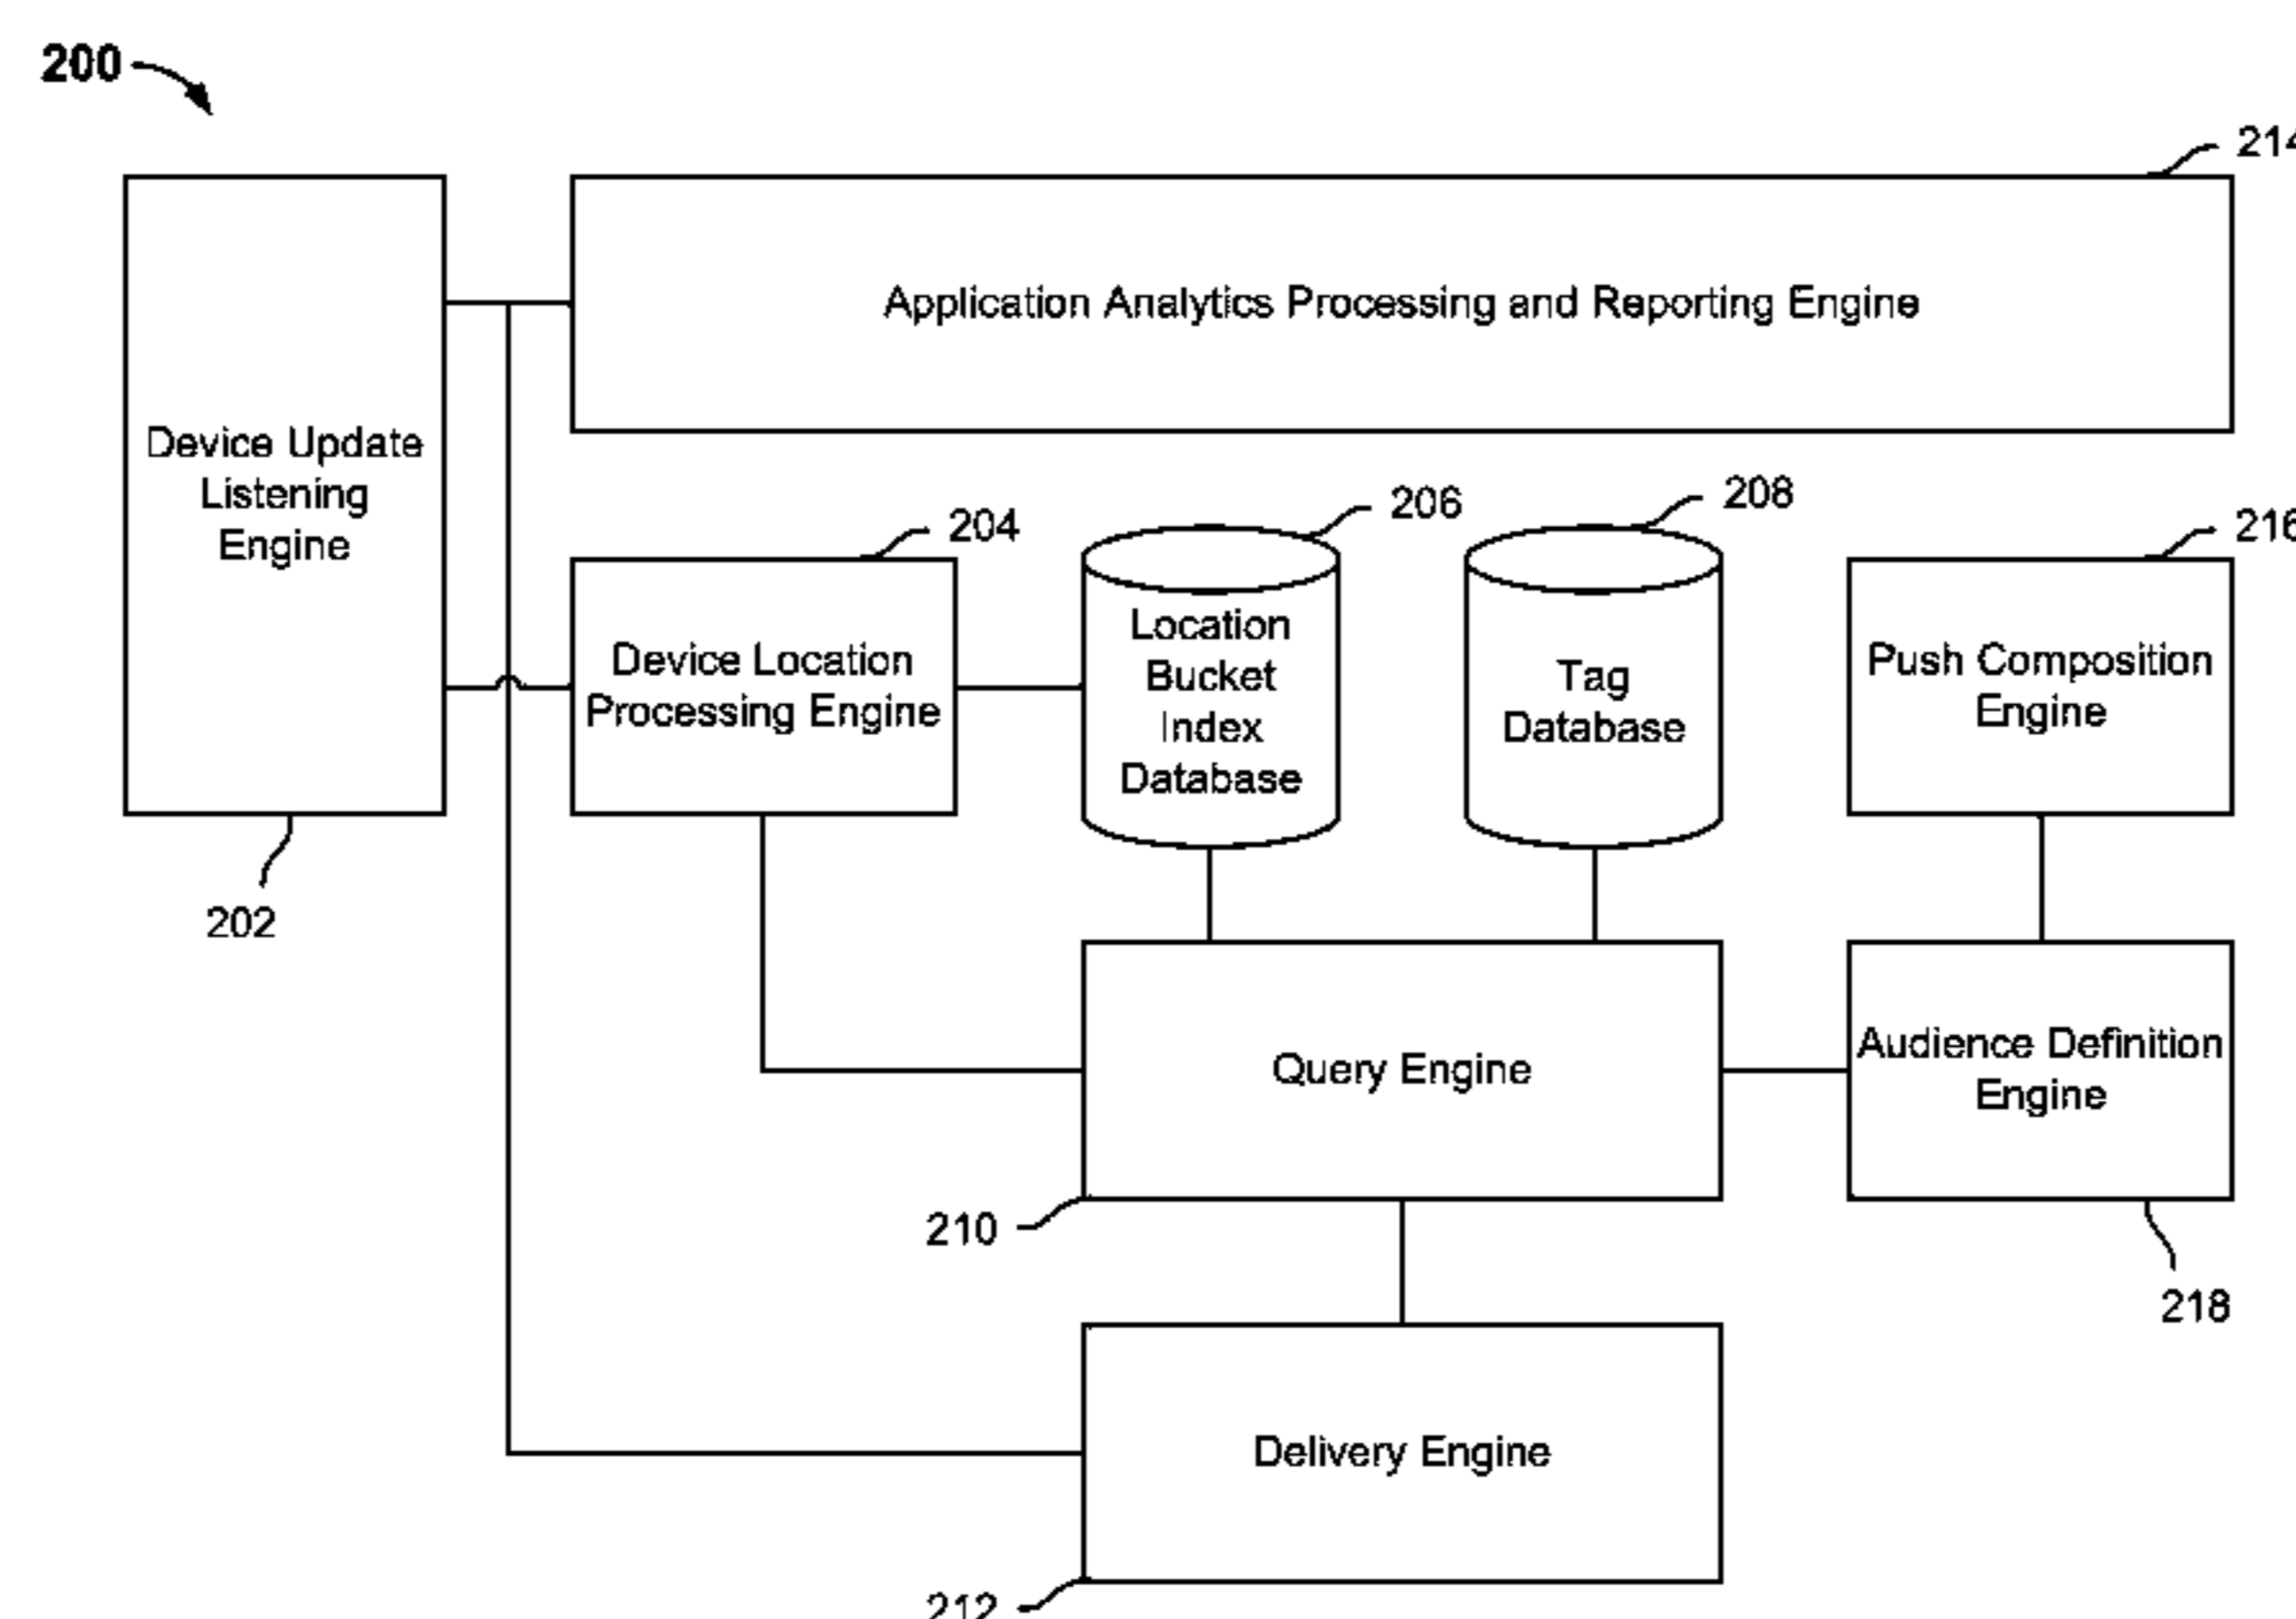 200
214
Application Analytics Processing and Reporting Engine
Device Update
Listening
Engine
202
204
Device Location
Processing Engine
206
Location
Bucket
Index
Database
208
Tag
Database
216
Push Composition
Engine
Query Engine
210
Audience Definition
Engine
218
Delivery Engine
212